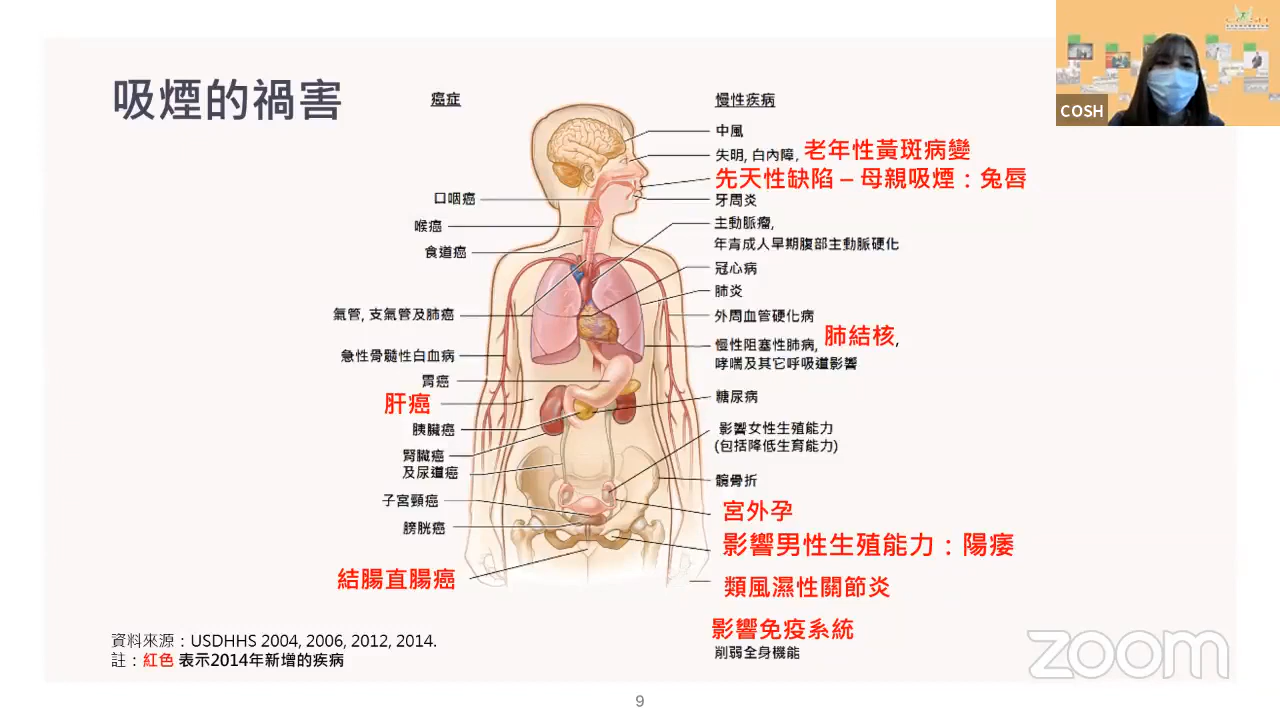 吸煙的禍害
癌症
口咽癌
喉癌
食道癌
氣管, 支氣管及肺癌
急性骨髓性白血病
胃癌
肝癌
胰臟癌
腎臟癌
及尿道癌
子宮頸癌
膀胱癌
結腸直腸癌
慢性疾病
中風
失明, 白內障, 老年性黃斑病變
先天性缺陷 – 母親吸煙：兔唇
牙周炎
主動脈瘤,
年青成人早期腹部主動脈硬化
冠心病
肺炎
外周血管硬化病
慢性阻塞性肺病, 肺結核,
哮喘及其它呼吸道影響
糖尿病
影響女性生殖能力
(包括降低生育能力)
髖骨折
宮外孕
影響男性生殖能力：陽痿
類風濕性關節炎
影響免疫系統
削弱全身機能
資料來源：USDHHS 2004, 2006, 2012, 2014.
註：紅色 表示2014年新增的疾病
9
COSH
zoom